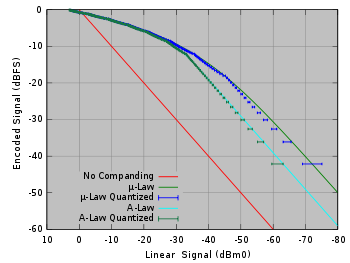 0
-10
-20
-30
-40
-50
-60
Encoded Signal (dBFS)
No Companding
µ-Law
µ-Law Quantized
A-Law
A-Law Quantized
10 0 -10 -20 -30 -40 -50 -60 -70 -80
Linear Signal (dBm0)